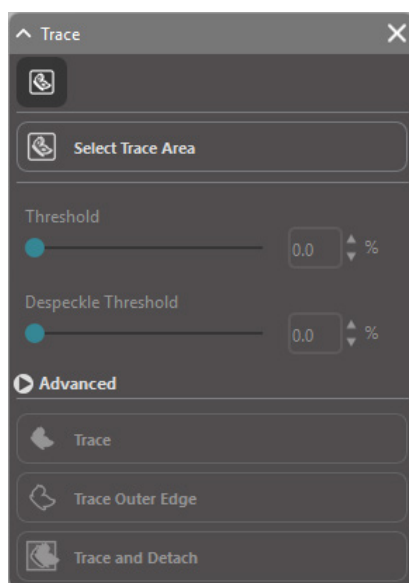 Trace
Select Trace Area
Threshold
0.0 %
Despeckle Threshold
0.0 %
Advanced
Trace
Trace Outer Edge
Trace and Detach